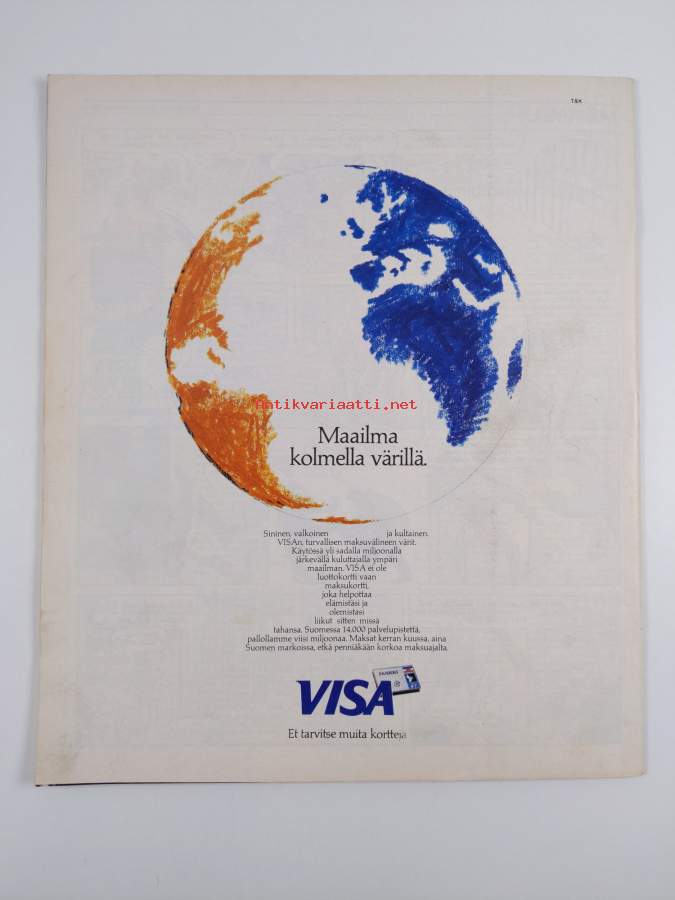 T&K
antikvariaatti.net
Maailma
kolmella värillä.
Sininen, valkoinen ja kultainen.
VISAn, turvallisen maksuvälineen värit.
Käytössä yli sadalla miljoonalla
järkevällä kuluttajalla ympäri
maailman. VISA ei ole
luottokortti vaan
maksukortti,
joka helpottaa
elämistäsi ja
olemistasi
liikut sitten missä
tahansa. Suomessa 14.000 palvelupistettä,
pallollamme viisi miljoonaa. Maksat kerran kuussa, aina
Suomen markoissa, etkä penniäkään korkoa maksuajalta.
VISA
Et tarvitse muita kortteja